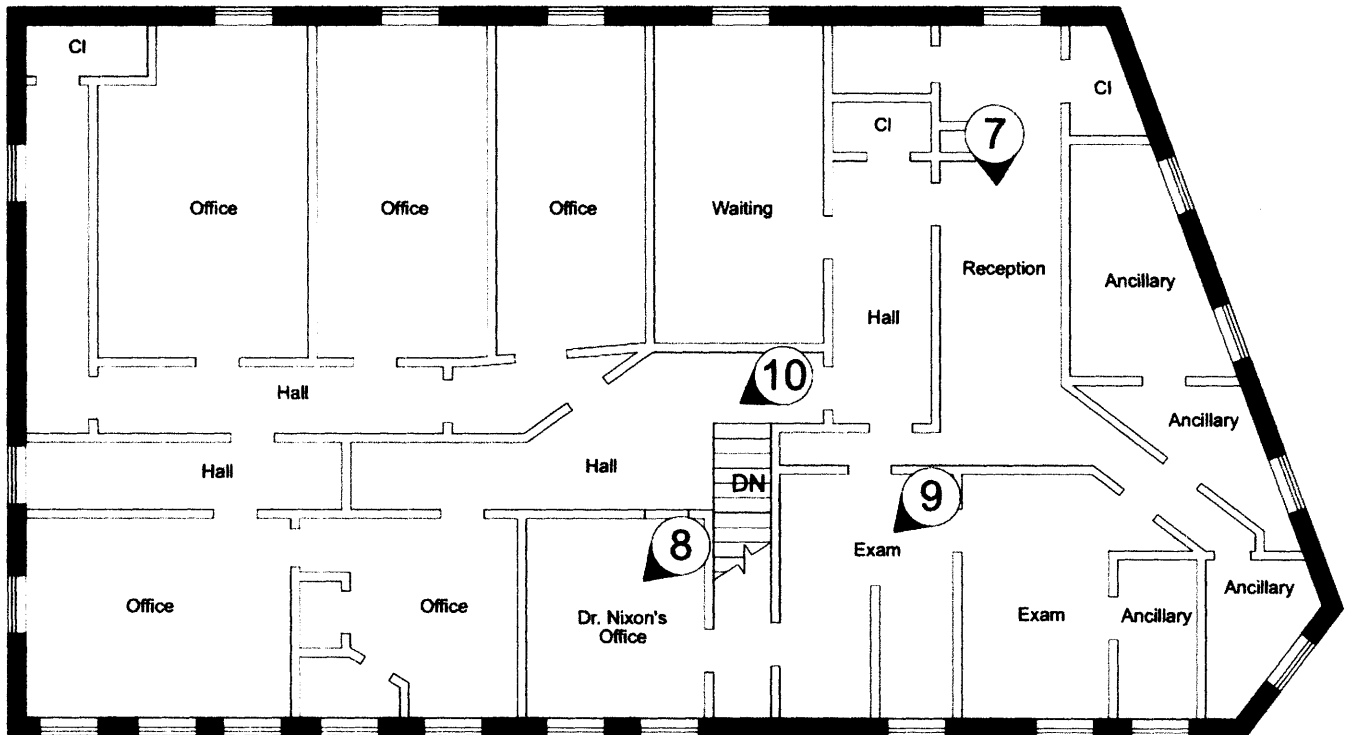 Cl
Cl
Cl
7
Office
Office
Office
Waiting
Reception
Ancillary
Hall
10
Hall
Ancillary
Hall
Hall
DN
9
8
Exam
Office
Office
Dr. Nixon's
Office
Exam
Ancillary
Ancillary